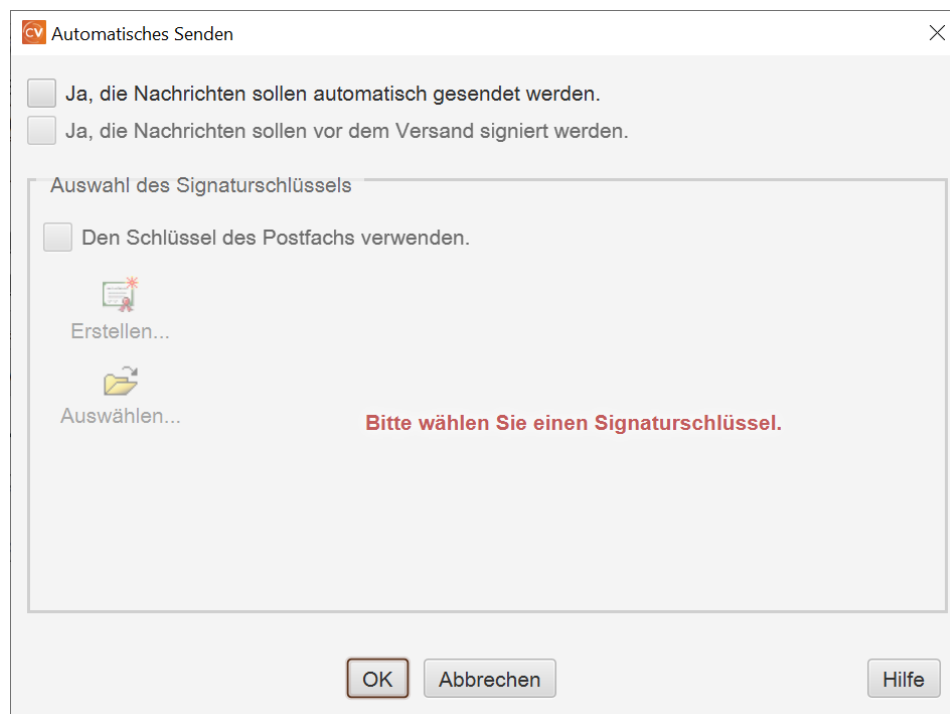 CV Automatisches Senden
Ja, die Nachrichten sollen automatisch gesendet werden.
Ja, die Nachrichten sollen vor dem Versand signiert werden.
Auswahl des Signaturschlüssels
Den Schlüssel des Postfachs verwenden.
Erstellen...
Auswählen...
Bitte wählen Sie einen Signaturschlüssel.
OK Abbrechen Hilfe